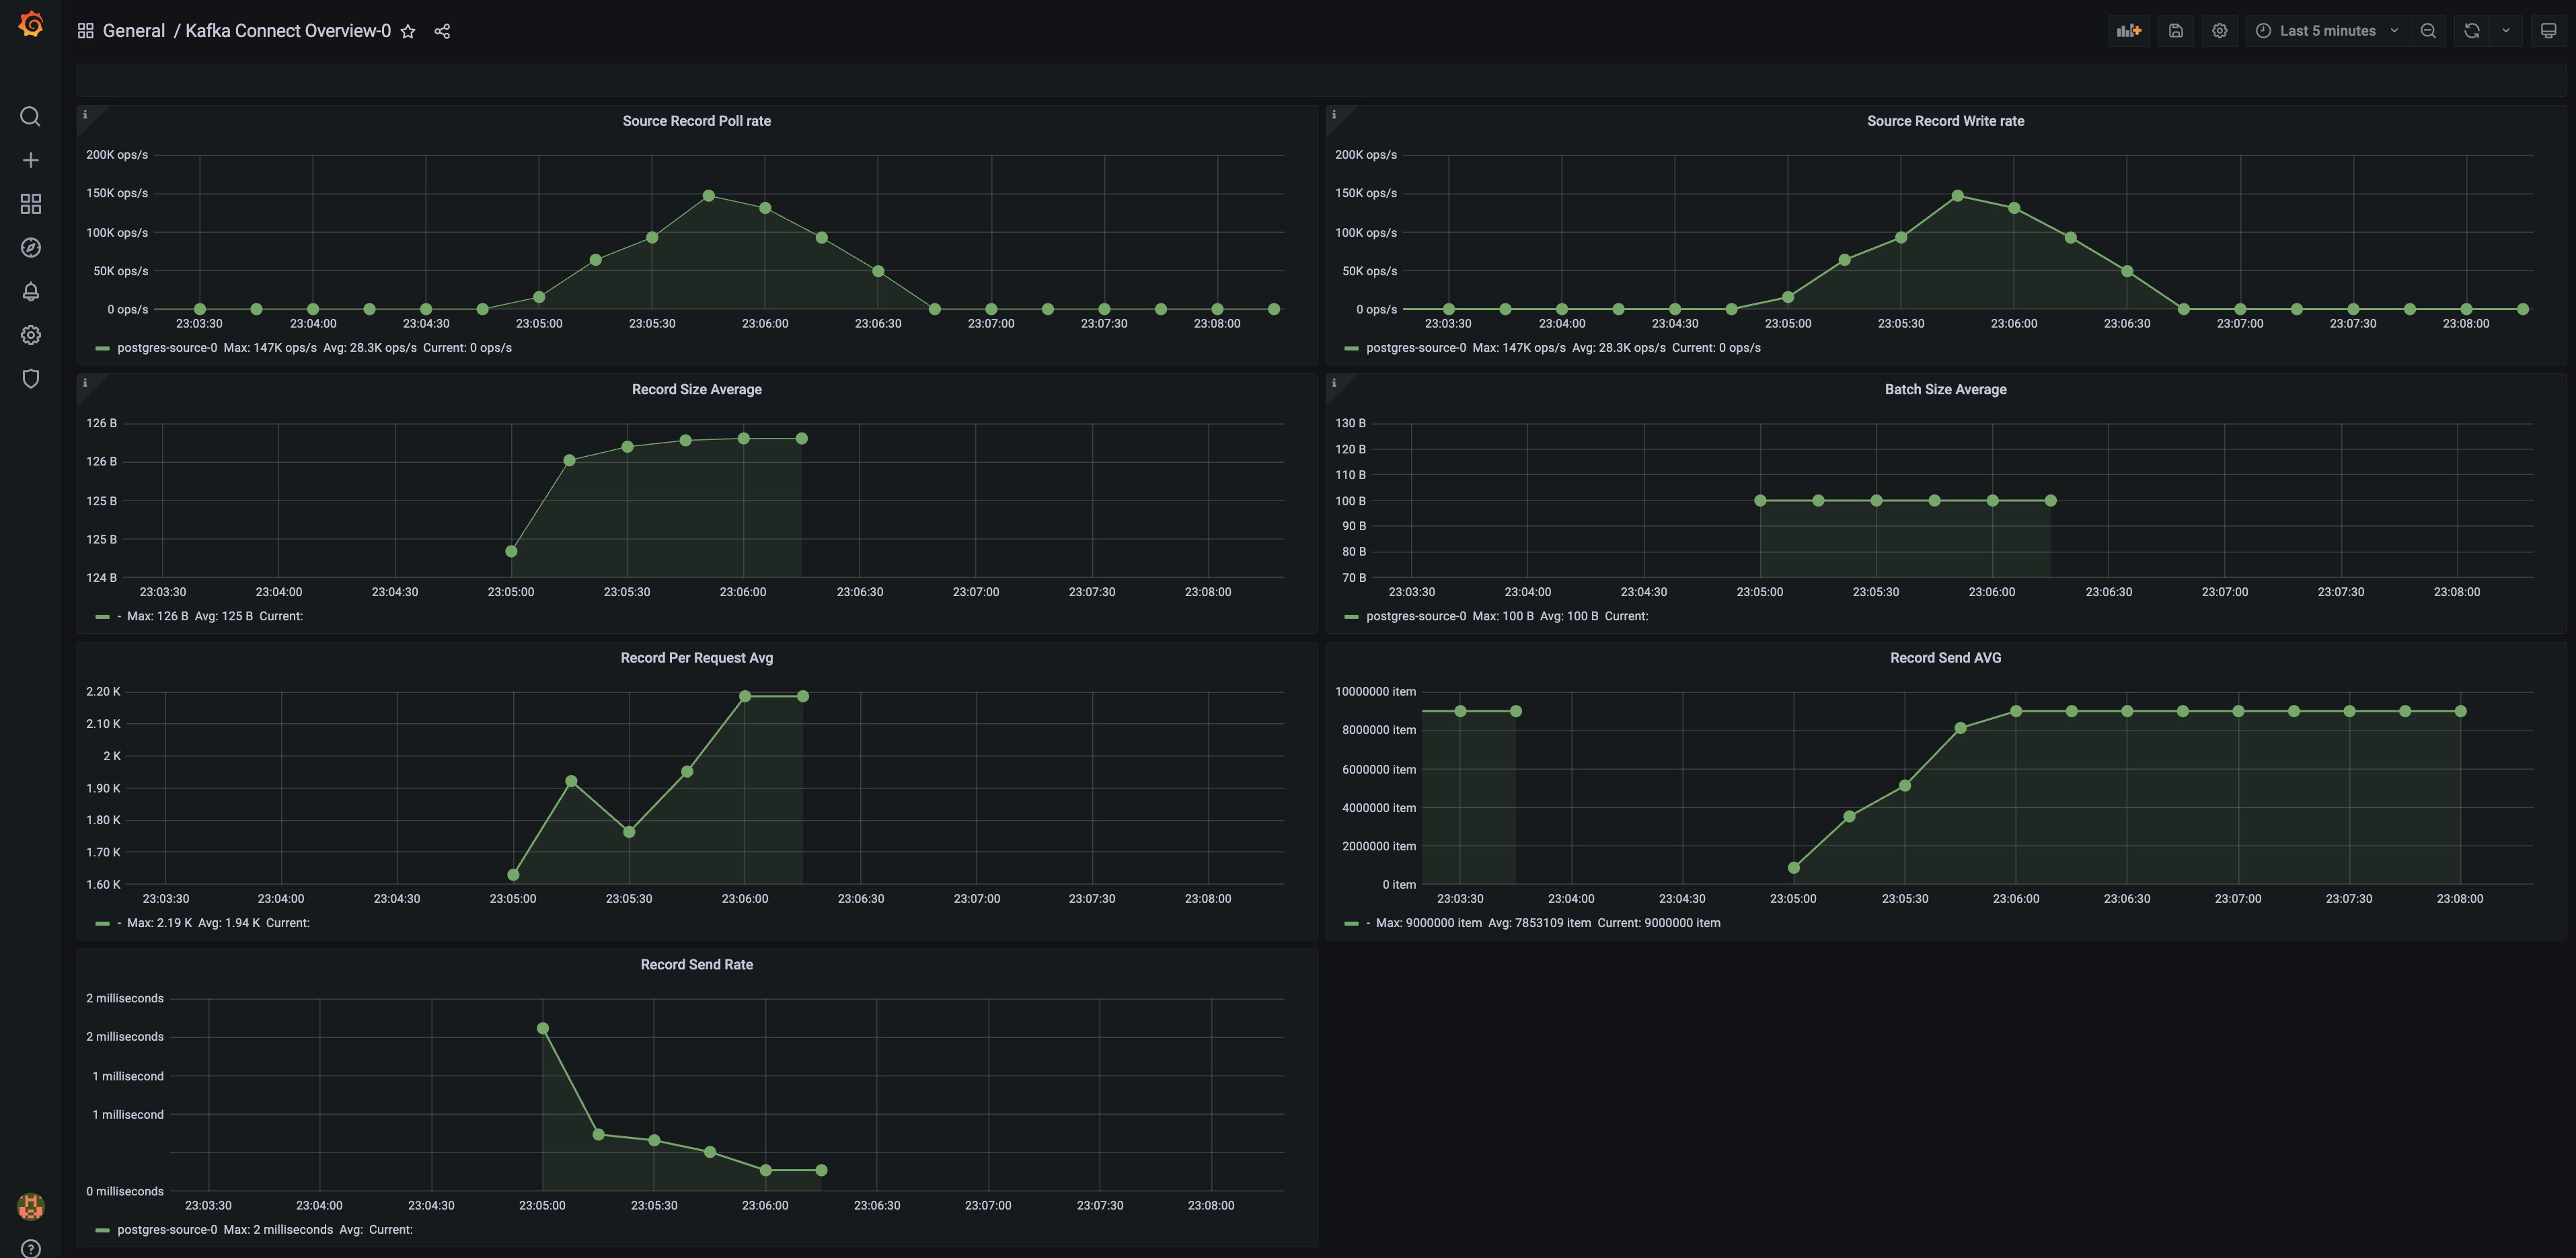 General / Kafka Connect Overview-0
Last 5 minutes
Source Record Poll rate
200K ops/s
150K ops/s
100K ops/s
50K ops/s
0 ops/s
23:03:30 23:04:00 23:04:30 23:05:00 23:05:30 23:06:00 23:06:30 23:07:00 23:07:30 23:08:00
postgres-source-0 Max: 147K ops/s Avg: 28.3K ops/s Current: 0 ops/s
Source Record Write rate
200K ops/s
150K ops/s
100K ops/s
50K ops/s
0 ops/s
23:03:30 23:04:00 23:04:30 23:05:00 23:05:30 23:06:00 23:06:30 23:07:00 23:07:30 23:08:00
postgres-source-0 Max: 147K ops/s Avg: 28.3K ops/s Current: 0 ops/s
Record Size Average
126 B
126 B
125 B
125 B
124 B
23:03:30 23:04:00 23:04:30 23:05:00 23:05:30 23:06:00 23:06:30 23:07:00 23:07:30 23:08:00
- Max: 126 B Avg: 125 B Current:
Batch Size Average
130 B
120 B
110 B
100 B
90 B
80 B
70 B
23:03:30 23:04:00 23:04:30 23:05:00 23:05:30 23:06:00 23:06:30 23:07:00 23:07:30 23:08:00
postgres-source-0 Max: 100 B Avg: 100 B Current:
Record Per Request Avg
2.20 K
2.10 K
2 K
1.90 K
1.80 K
1.70 K
1.60 K
23:03:30 23:04:00 23:04:30 23:05:00 23:05:30 23:06:00 23:06:30 23:07:00 23:07:30 23:08:00
- Max: 2.19 K Avg: 1.94 K Current:
Record Send AVG
10000000 item
8000000 item
6000000 item
4000000 item
2000000 item
0 item
23:03:30 23:04:00 23:04:30 23:05:00 23:05:30 23:06:00 23:06:30 23:07:00 23:07:30 23:08:00
- Max: 9000000 item Avg: 7853109 item Current: 9000000 item
Record Send Rate
2 milliseconds
2 milliseconds
1 millisecond
1 millisecond
0 milliseconds
23:03:30 23:04:00 23:04:30 23:05:00 23:05:30 23:06:00 23:06:30 23:07:00 23:07:30 23:08:00
postgres-source-0 Max: 2 milliseconds Avg: Current: